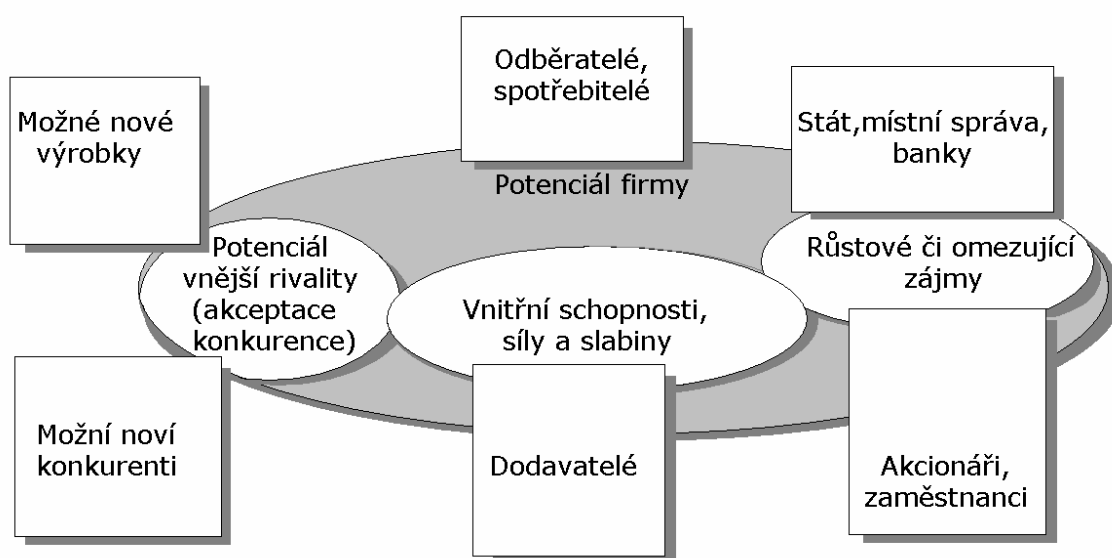 Odběratelé,
spotřebitelé
Možné nové
výrobky
Stát,místní správa,
banky
Potenciál firmy
Potenciál
vnější rivality
(akceptace
konkurence)
Vnitřní schopnosti,
síly a slabiny
Růstové či omezující
zájmy
Možní noví
konkurenti
Dodavatelé
Akcionáři,
zaměstnanci